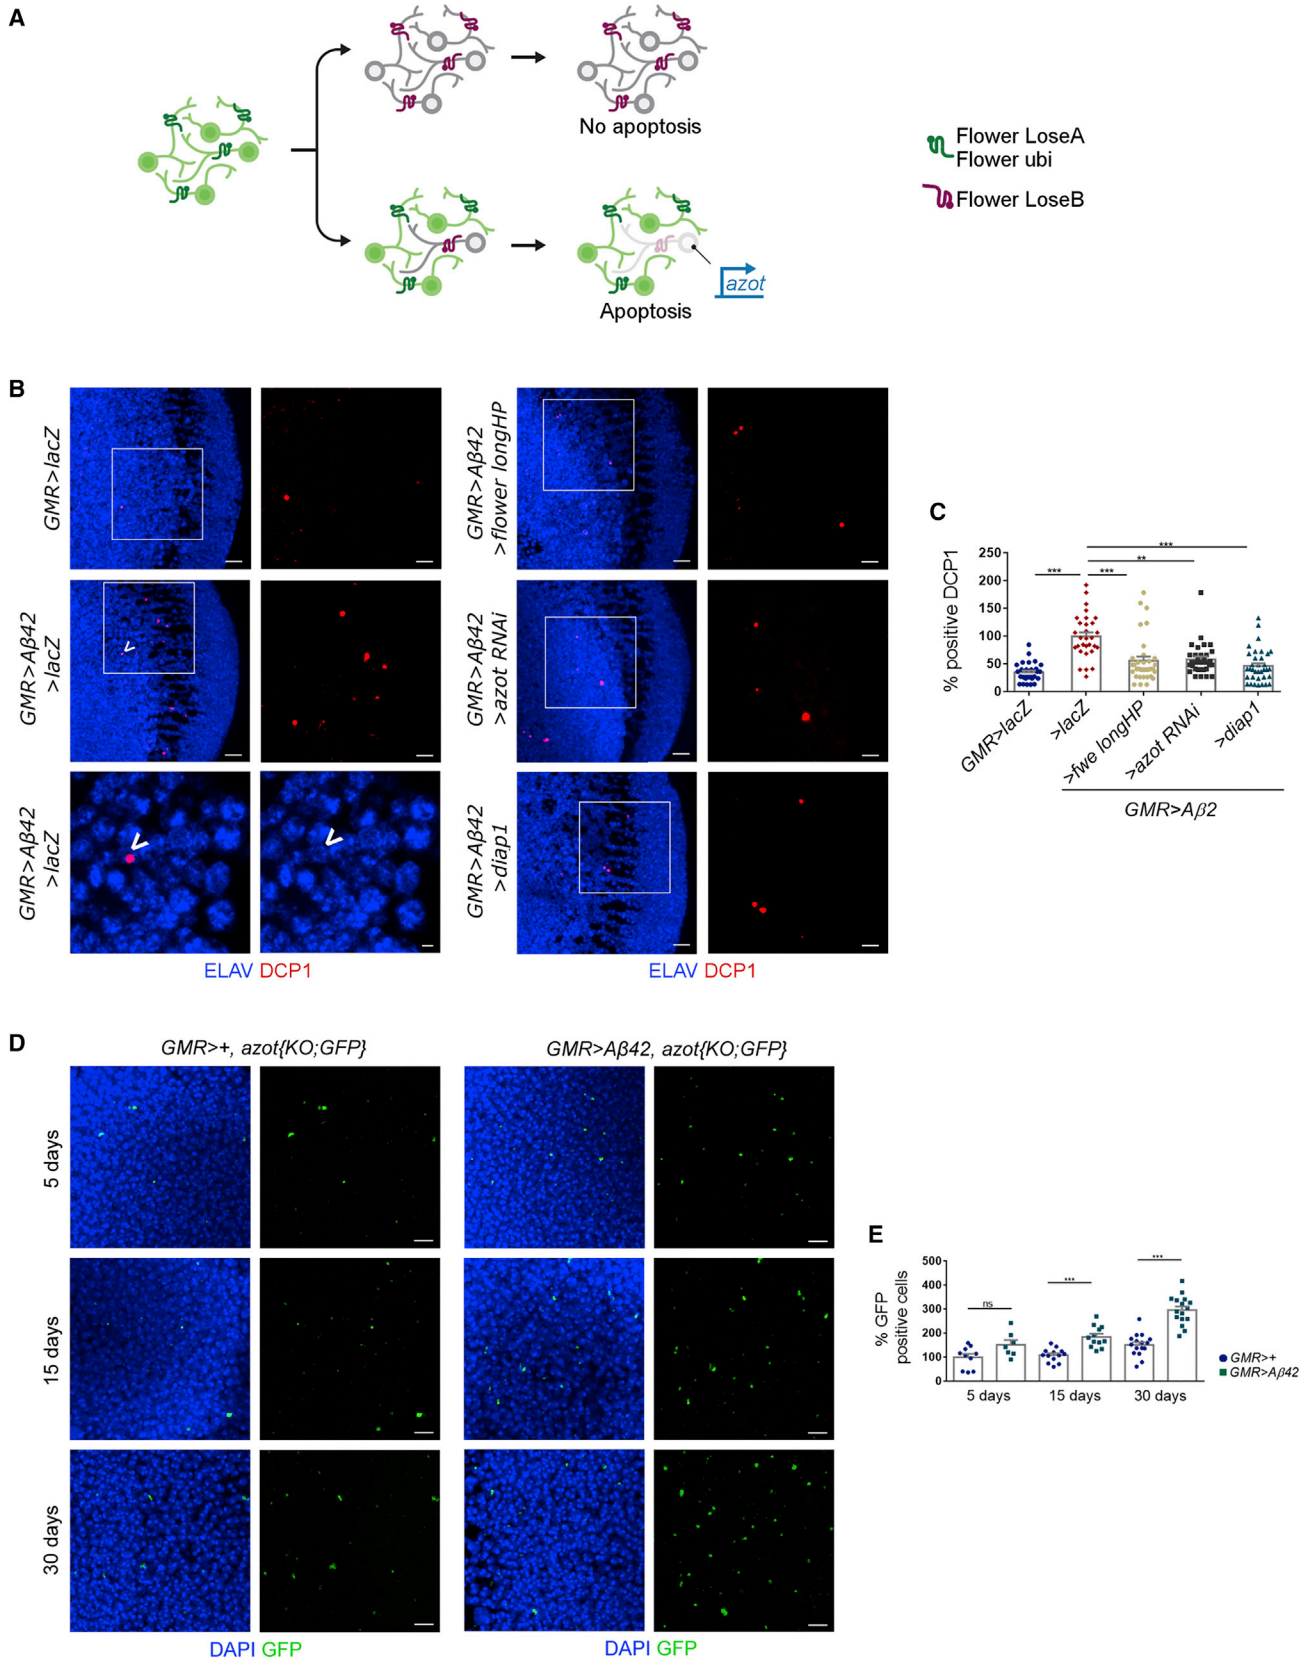 A
No apoptosis
Apoptosis
azot
Flower LoseA
Flower ubi
Flower LoseB
B
GMR>lacZ
GMR>Aβ42
>lacZ
GMR>Aβ42
>lacZ
ELAV DCP1
GMR>Aβ42
>flower longHP
GMR>Aβ42
>azot RNAi
GMR>Aβ42
>diap1
ELAV DCP1
C
% positive DCP1
250
200
150
100
50
0
***
***
**
***
GMR>lacZ
>lacZ
>fwe longHP
>azot RNAi
>diap1
GMR>Aβ2
D
GMR>+, azot{KO;GFP}
GMR>Aβ42, azot{KO;GFP}
5 days
15 days
30 days
DAPI GFP
DAPI GFP
E
% GFP
positive cells
500
400
300
200
100
0
ns
***
***
5 days
15 days
30 days
GMR>+
GMR>Aβ42